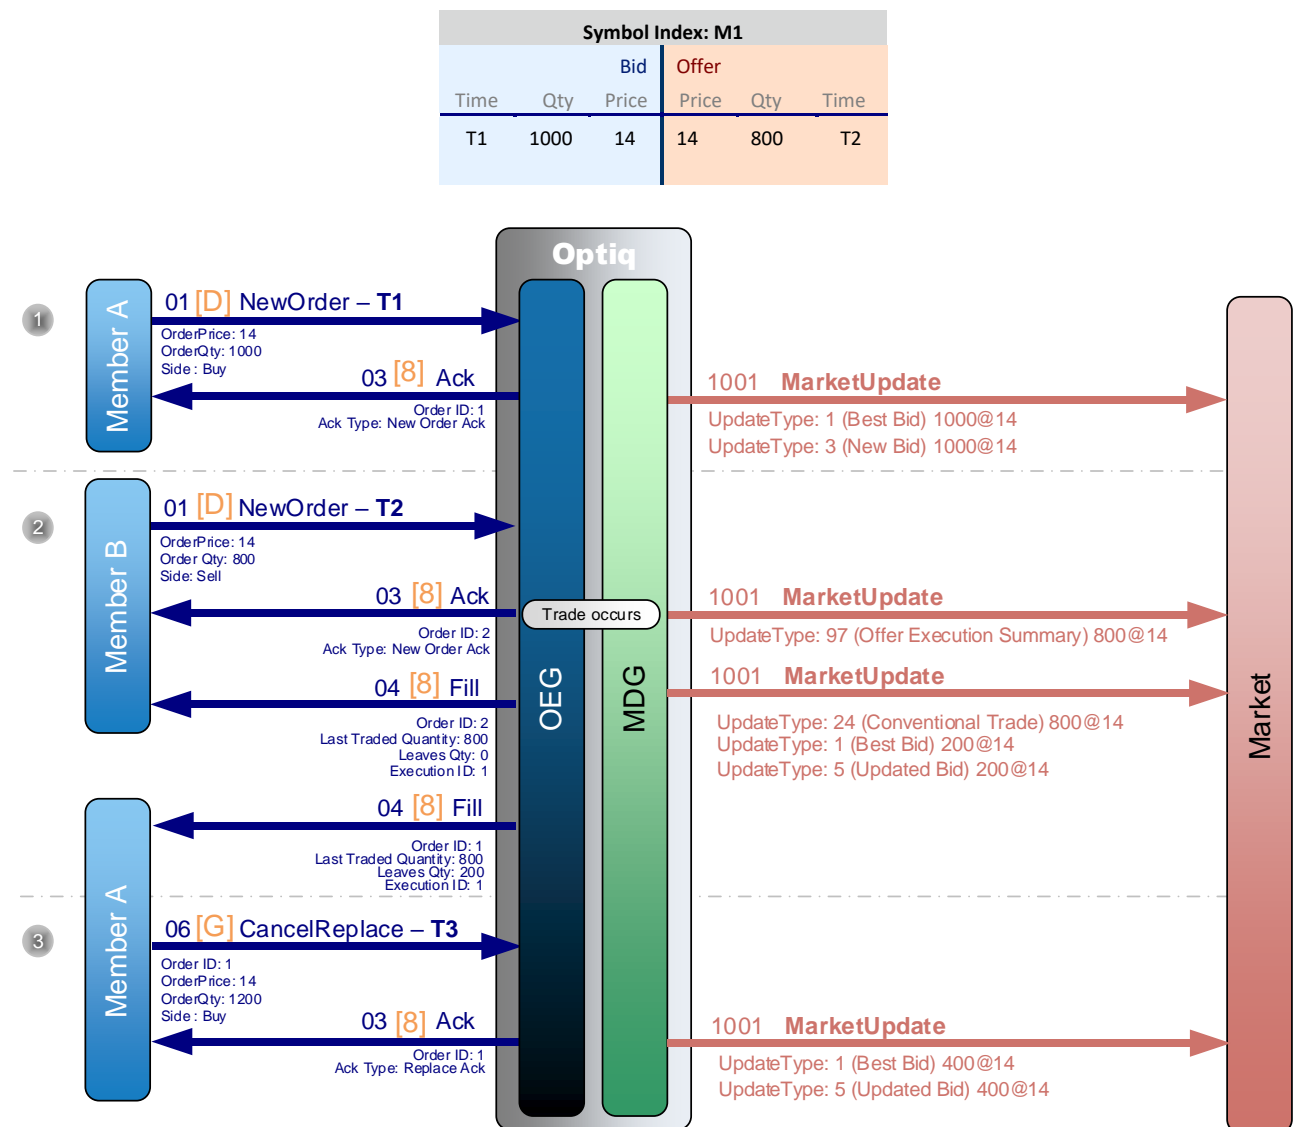 Symbol Index: M1
Bid Offer
Time Qty Price Price Qty Time
T1 1000 14 14 800 T2
Optiq
OEG
MDG
Market
1
Member A
01 [D] NewOrder – T1
OrderPrice: 14
OrderQty: 1000
Side : Buy
03 [8] Ack
Order ID: 1
Ack Type: New Order Ack
1001 MarketUpdate
UpdateType: 1 (Best Bid) 1000@14
UpdateType: 3 (New Bid) 1000@14
2
Member B
01 [D] NewOrder – T2
OrderPrice: 14
Order Qty: 800
Side: Sell
03 [8] Ack
Order ID: 2
Ack Type: New Order Ack
Trade occurs
1001 MarketUpdate
UpdateType: 97 (Offer Execution Summary) 800@14
04 [8] Fill
Order ID: 2
Last Traded Quantity: 800
Leaves Qty: 0
Execution ID: 1
1001 MarketUpdate
UpdateType: 24 (Conventional Trade) 800@14
UpdateType: 1 (Best Bid) 200@14
UpdateType: 5 (Updated Bid) 200@14
Member A
04 [8] Fill
Order ID: 1
Last Traded Quantity: 800
Leaves Qty: 200
Execution ID: 1
3
06 [G] CancelReplace – T3
Order ID: 1
OrderPrice: 14
OrderQty: 1200
Side : Buy
03 [8] Ack
Order ID: 1
Ack Type: Replace Ack
1001 MarketUpdate
UpdateType: 1 (Best Bid) 400@14
UpdateType: 5 (Updated Bid) 400@14